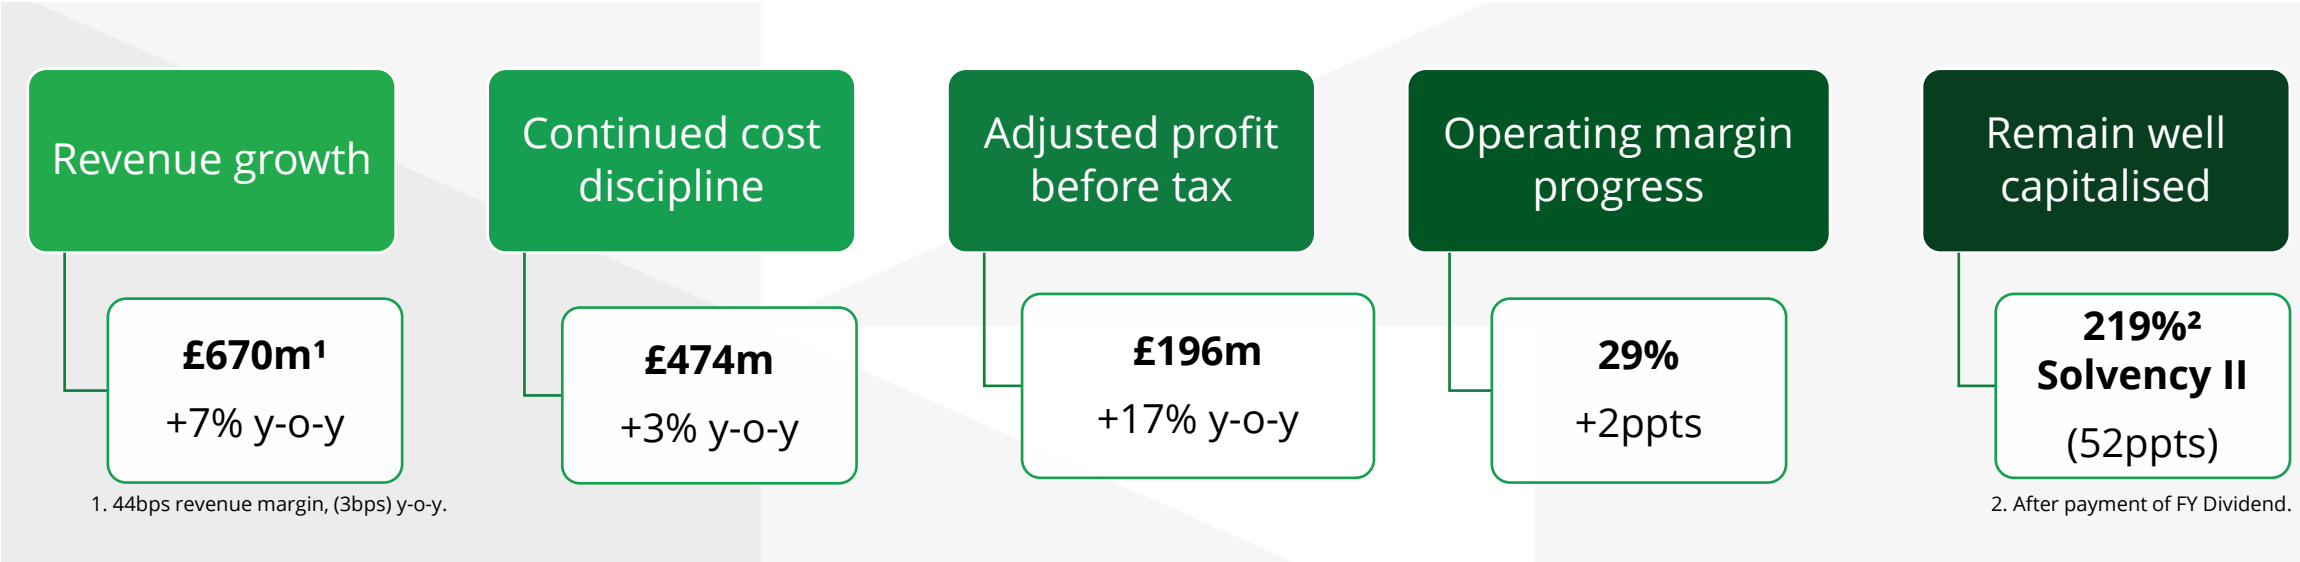 Revenue growth
£670m¹
+7% y-o-y
1. 44bps revenue margin, (3bps) y-o-y.
Continued cost
discipline
£474m
+3% y-o-y
Adjusted profit
before tax
£196m
+17% y-o-y
Operating margin
progress
29%
+2ppts
Remain well
capitalised
219%²
Solvency II
(52ppts)
2. After payment of FY Dividend.